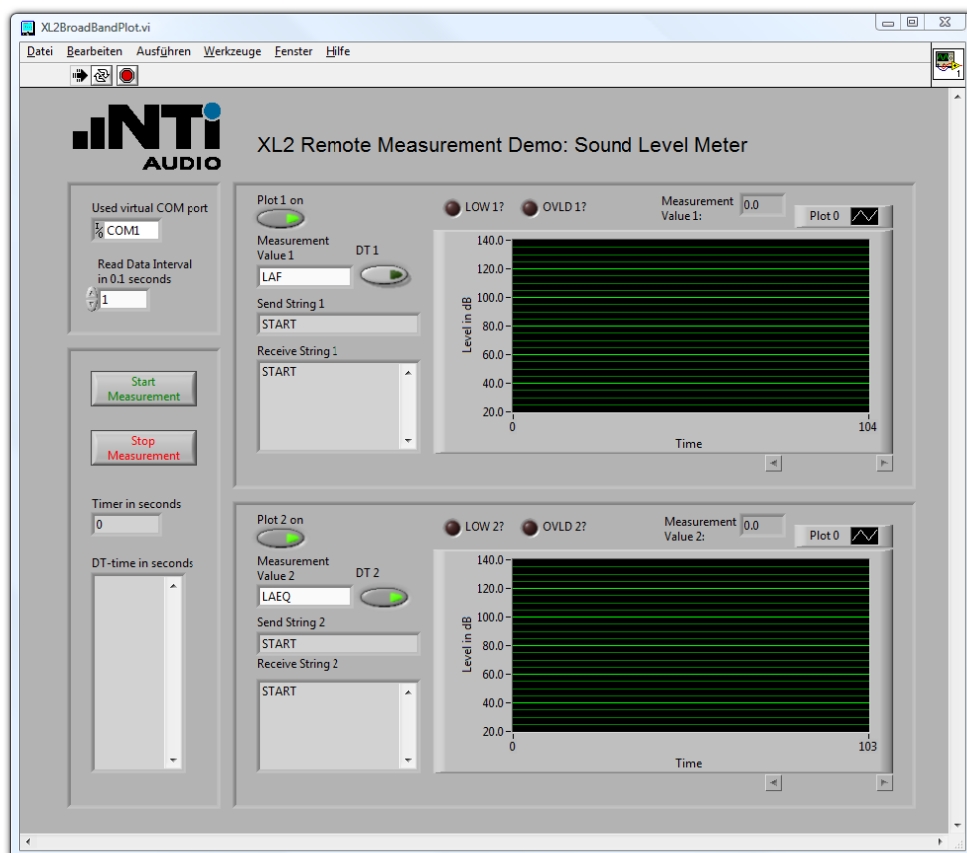 XL2BroadBandPlot.vi
Datei Bearbeiten Ausführen Werkzeuge Fenster Hilfe
1
NTi
AUDIO
XL2 Remote Measurement Demo: Sound Level Meter
Used virtual COM port
COM1
Read Data Interval
in 0.1 seconds
1
Start
Measurement
Stop
Measurement
Timer in seconds
0
DT-time in seconds
Plot 1 on
LOW 1?
OVLD 1?
Measurement
Value 1:
0.0
Plot 0
Measurement
Value 1
DT 1
LAF
Send String 1
START
Receive String 1
START
Level in dB
140.0
120.0
100.0
80.0
60.0
40.0
20.0
0
104
Time
Plot 2 on
LOW 2?
OVLD 2?
Measurement
Value 2:
0.0
Plot 0
Measurement
Value 2
DT 2
LAEQ
Send String 2
START
Receive String 2
START
Level in dB
140.0
120.0
100.0
80.0
60.0
40.0
20.0
0
103
Time